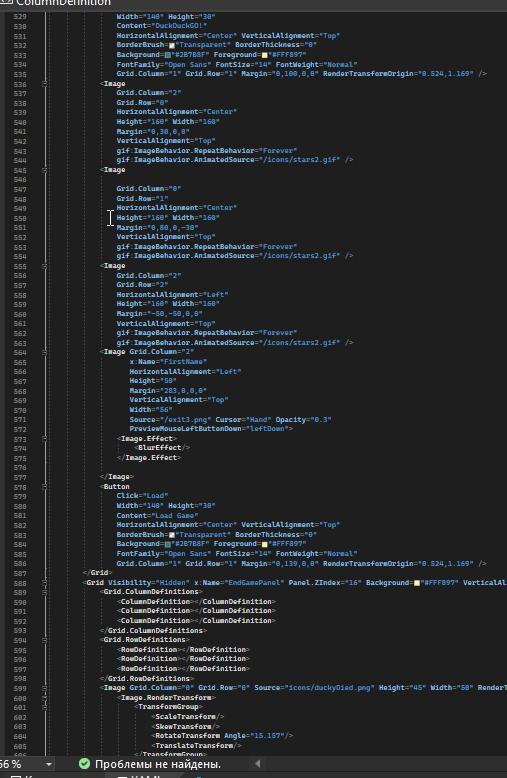 ColumnDefinition
529 Width="140" Height="30"
530 Content="DuckDuckGO!"
531 HorizontalAlignment="Center" VerticalAlignment="Top"
532 BorderBrush="Transparent" BorderThickness="0"
533 Background="#2B7B8F" Foreground="#FFF097"
534 FontFamily="Open Sans" FontSize="14" FontWeight="Normal"
535 Grid.Column="1" Grid.Row="1" Margin="0,100,0,0" RenderTransformOrigin="0.524,1.169" />
536 <Image
537 Grid.Column="2"
538 Grid.Row="0"
539 HorizontalAlignment="Center"
540 Height="160" Width="160"
541 Margin="0,30,0,0"
542 VerticalAlignment="Top"
543 gif:ImageBehavior.RepeatBehavior="Forever"
544 gif:ImageBehavior.AnimatedSource="/icons/stars2.gif" />
545 <Image
546
547 Grid.Column="0"
548 Grid.Row="1"
549 HorizontalAlignment="Center"
550 Height="160" Width="160"
551 Margin="0,80,0,-30"
552 VerticalAlignment="Top"
553 gif:ImageBehavior.RepeatBehavior="Forever"
554 gif:ImageBehavior.AnimatedSource="/icons/stars2.gif" />
555 <Image
556 Grid.Column="2"
557 Grid.Row="2"
558 HorizontalAlignment="Left"
559 Height="160" Width="160"
560 Margin="-50,-50,0,0"
561 VerticalAlignment="Top"
562 gif:ImageBehavior.RepeatBehavior="Forever"
563 gif:ImageBehavior.AnimatedSource="/icons/stars2.gif" />
564 <Image Grid.Column="2"
565 x:Name="FirstName"
566 HorizontalAlignment="Left"
567 Height="50"
568 Margin="283,0,0,0"
569 VerticalAlignment="Top"
570 Width="56"
571 Source="/exit3.png" Cursor="Hand" Opacity="0.3"
572 PreviewMouseLeftButtonDown="leftDown">
573 <Image.Effect>
574 <BlurEffect/>
575 </Image.Effect>
576
577 </Image>
578 <Button
579 Click="Load"
580 Width="140" Height="30"
581 Content="Load Game"
582 HorizontalAlignment="Center" VerticalAlignment="Top"
583 BorderBrush="Transparent" BorderThickness="0"
584 Background="#2B7B8F" Foreground="#FFF097"
585 FontFamily="Open Sans" FontSize="14" FontWeight="Normal"
586 Grid.Column="1" Grid.Row="1" Margin="0,139,0,0" RenderTransformOrigin="0.524,1.169" />
587 </Grid>
588 <Grid Visibility="Hidden" x:Name="EndGamePanel" Panel.ZIndex="16" Background="#FFF097" VerticalAl
589 <Grid.ColumnDefinitions>
590 <ColumnDefinition></ColumnDefinition>
591 <ColumnDefinition></ColumnDefinition>
592 <ColumnDefinition></ColumnDefinition>
593 </Grid.ColumnDefinitions>
594 <Grid.RowDefinitions>
595 <RowDefinition></RowDefinition>
596 <RowDefinition></RowDefinition>
597 <RowDefinition></RowDefinition>
598 </Grid.RowDefinitions>
599 <Image Grid.Column="0" Grid.Row="0" Source="icons/duckyDied.png" Height="45" Width="50" RenderT
600 <Image.RenderTransform>
601 <TransformGroup>
602 <ScaleTransform/>
603 <SkewTransform/>
604 <RotateTransform Angle="15.157"/>
605 <TranslateTransform/>
606 </TransformGroup>
56 % Проблемы не найдены.